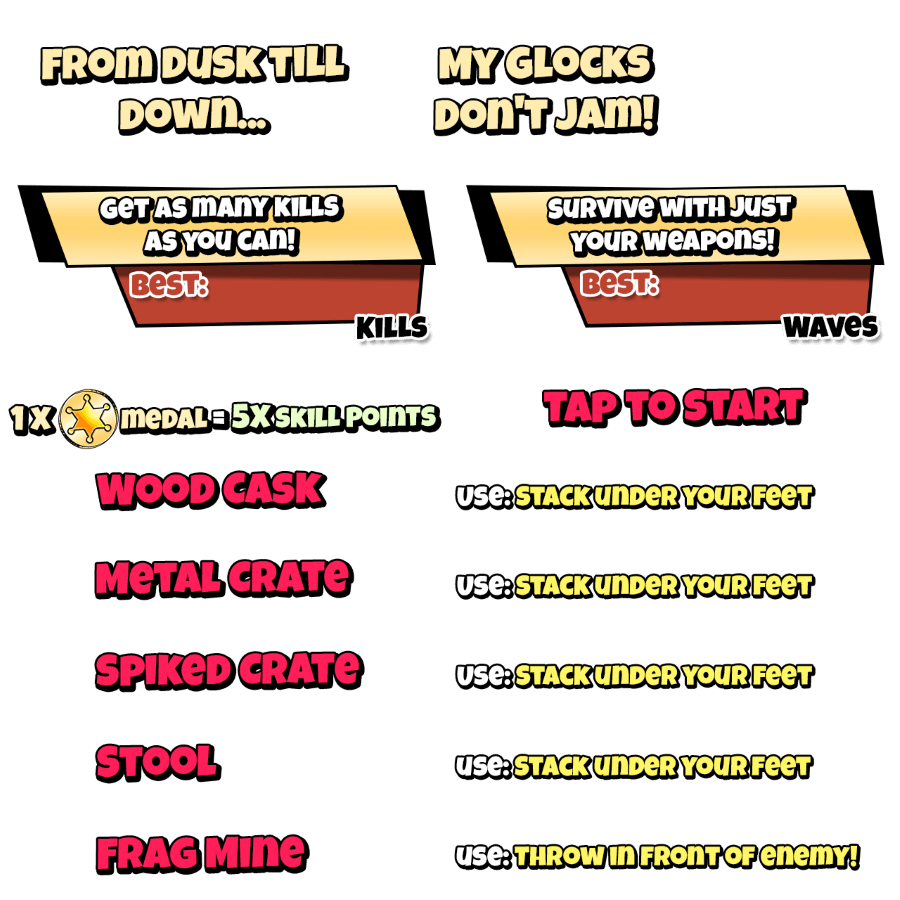 FROM DUSK TILL
DOWN...
MY GLOCKS
DON'T JAM!
GET AS MANY KILLS
AS YOU CAN!
BEST:
KILLS
SURVIVE WITH JUST
YOUR WEAPONS!
BEST:
WAVES
1X MEDAL = 5X SKILL POINTS
TAP TO START
WOOD CASK
USE: STACK UNDER YOUR FEET
METAL CRATE
USE: STACK UNDER YOUR FEET
SPIKED CRATE
USE: STACK UNDER YOUR FEET
STOOL
USE: STACK UNDER YOUR FEET
FRAG MINE
USE: THROW IN FRONT OF ENEMY!